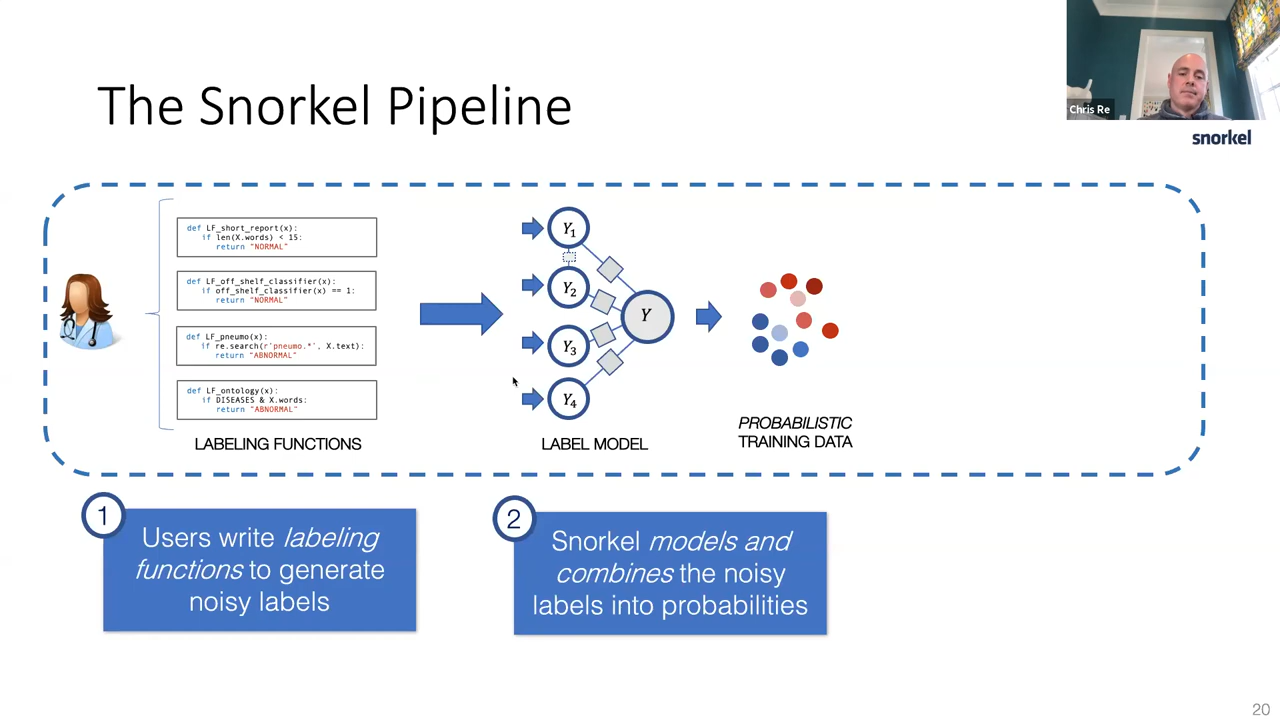 The Snorkel Pipeline
Chris Re
snorkel
def LF_short_report(x):
if len(X.words) < 15:
return "NORMAL"
def LF_off_shelf_classifier(x):
if off_shelf_classifier(x) == 1:
return "NORMAL"
def LF_pneumo(x):
if re.search(r'pneumo.*', X.text):
return "ABNORMAL"
def LF_ontology(x):
if DISEASES & X.words:
return "ABNORMAL"
LABELING FUNCTIONS
Y1
Y2
Y3
Y4
Y
LABEL MODEL
PROBABILISTIC
TRAINING DATA
1
Users write labeling
functions to generate
noisy labels
2
Snorkel models and
combines the noisy
labels into probabilities
20